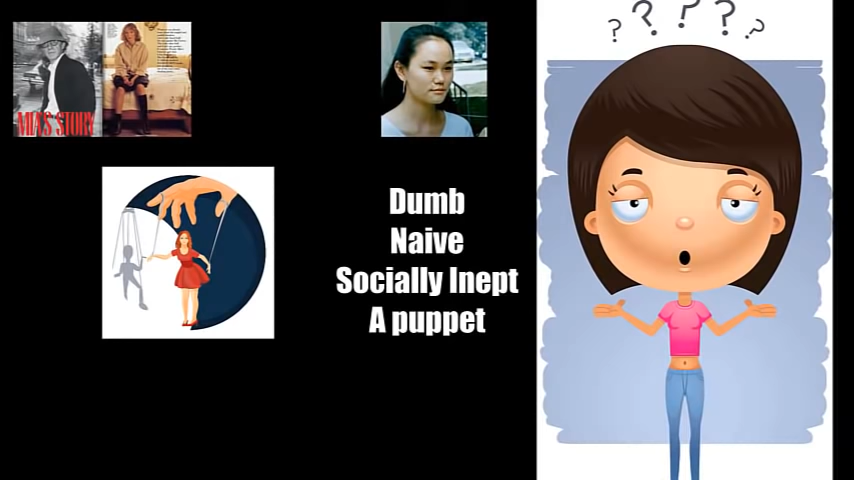 MIA'S STORY
? ? ? ? ?
Dumb
Naive
Socially Inept
A puppet